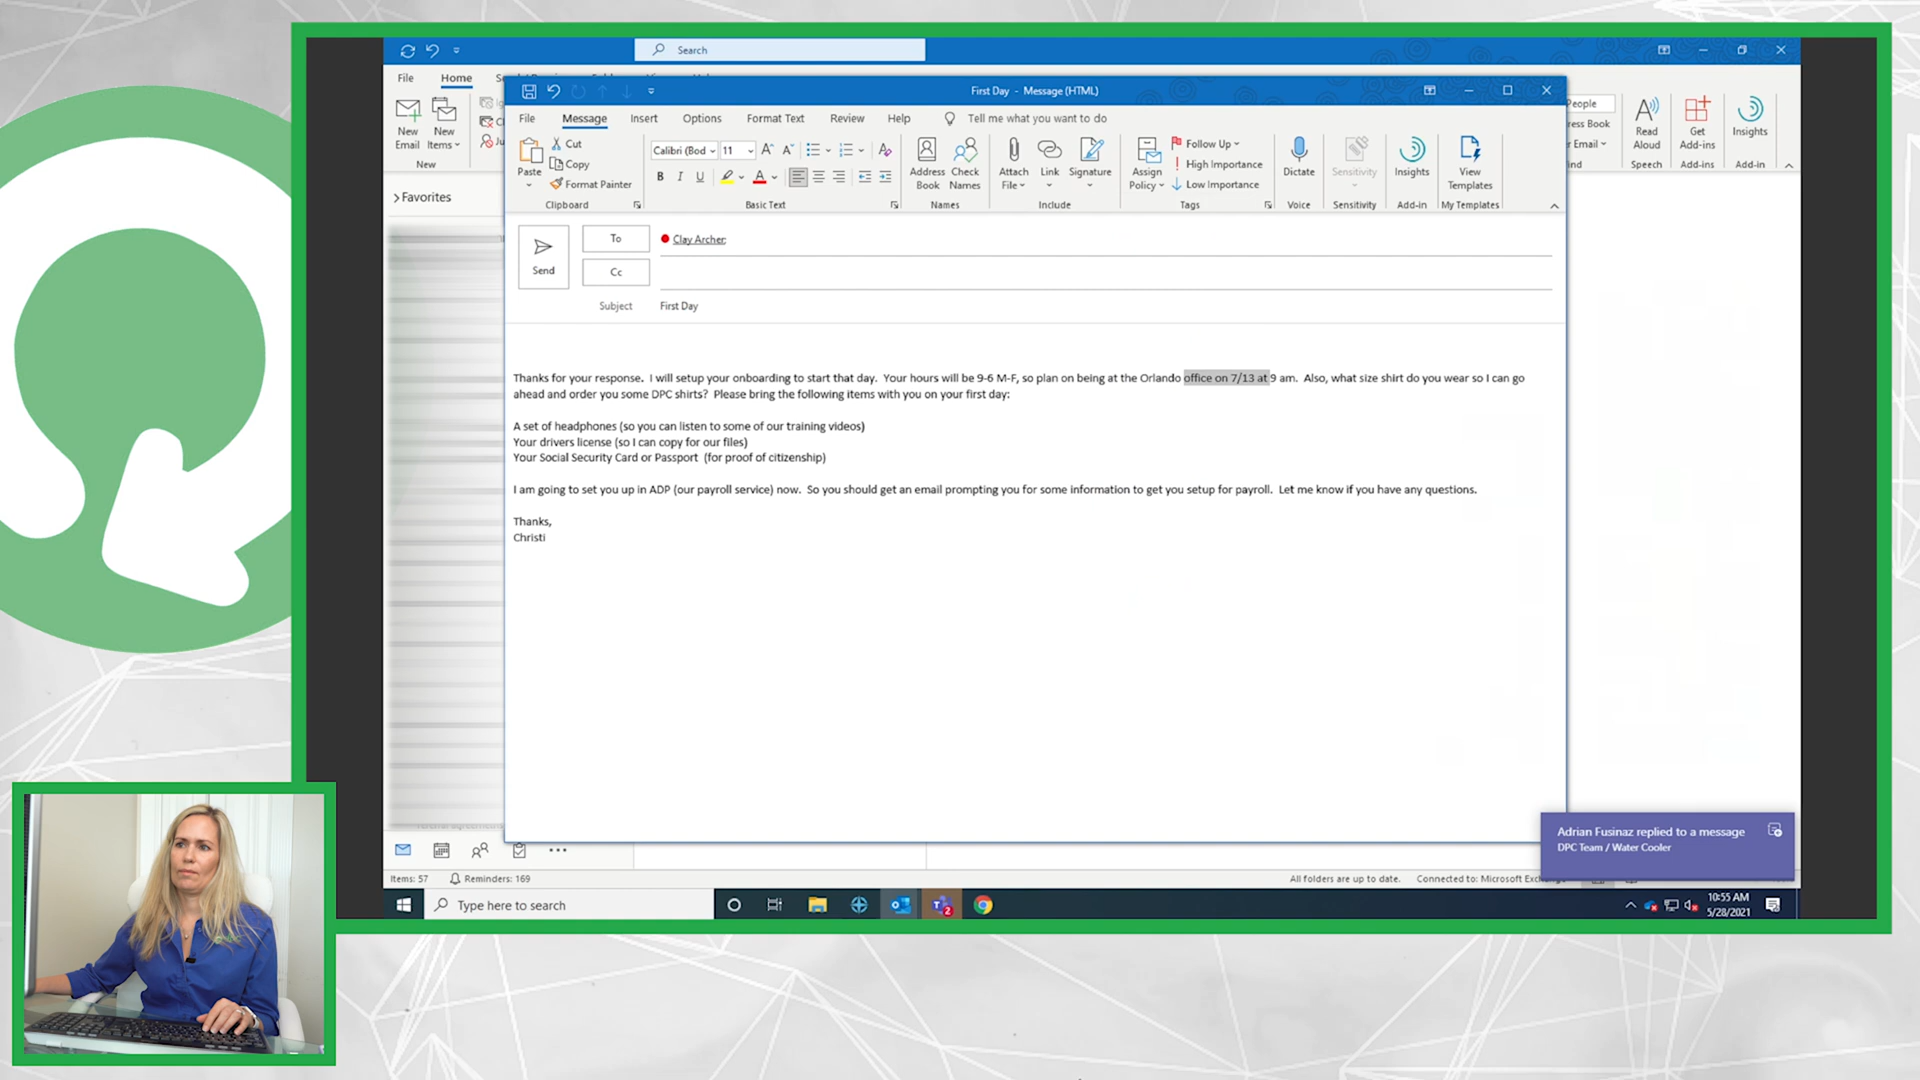 Search
File
Home
First Day - Message (HTML)
File
Message
Insert
Options
Format Text
Review
Help
Tell me what you want to do
New Email
New Items
New
Paste
Cut
Copy
Format Painter
Clipboard
Calibri (Bod
11
B I U
A
Basic Text
Address Book
Check Names
Names
Attach File
Link
Signature
Include
Assign Policy
Follow Up
High Importance
Low Importance
Tags
Dictate
Voice
Sensitivity
Sensitivity
Insights
Add-in
View Templates
My Templates
People
ress Book
r Email
ind
Read Aloud
Speech
Get Add-ins
Add-ins
Insights
Add-in
Favorites
Send
To
Clay Archer;
Cc
Subject
First Day
Thanks for your response.  I will setup your onboarding to start that day.  Your hours will be 9-6 M-F, so plan on being at the Orlando office on 7/13 at 9 am.  Also, what size shirt do you wear so I can go
ahead and order you some DPC shirts?  Please bring the following items with you on your first day:
A set of headphones (so you can listen to some of our training videos)
Your drivers license (so I can copy for our files)
Your Social Security Card or Passport  (for proof of citizenship)
I am going to set you up in ADP (our payroll service) now.  So you should get an email prompting you for some information to get you setup for payroll.  Let me know if you have any questions.
Thanks,
Christi
Adrian Fusinaz replied to a message
DPC Team / Water Cooler
Items: 57
Reminders: 169
All folders are up to date.
Connected to: Microsoft Exc
Type here to search
2
10:55 AM
5/28/2021